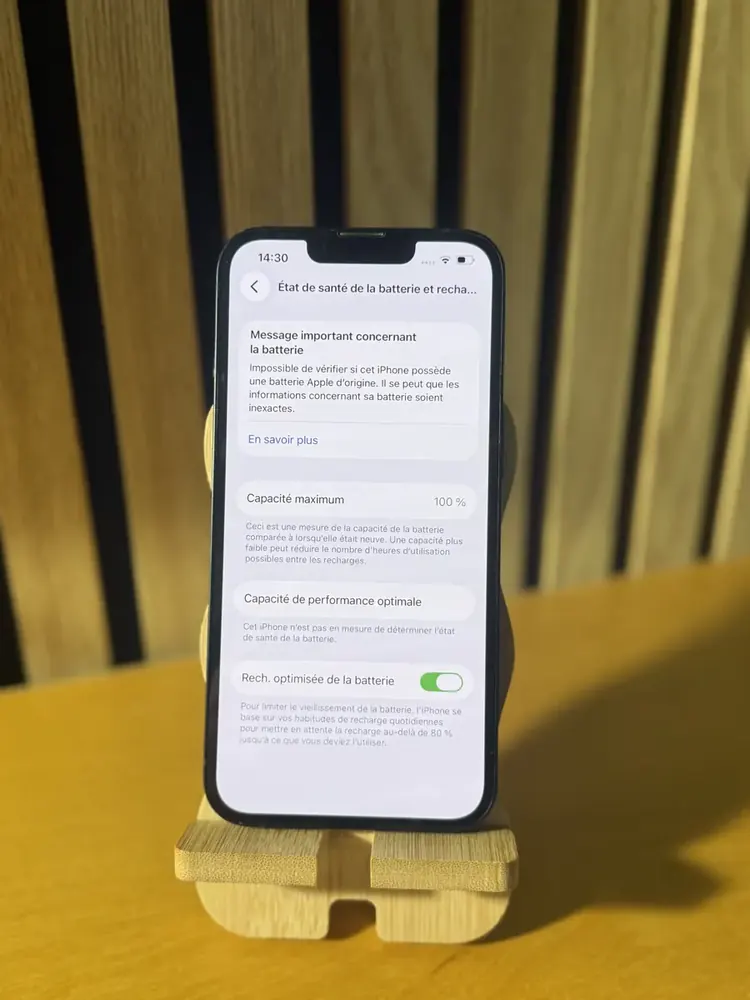 14:30
État de santé de la batterie et recha...
Message important concernant
la batterie
Impossible de vérifier si cet iPhone possède
une batterie Apple d'origine. Il se peut que les
informations concernant sa batterie soient
inexactes.
En savoir plus
Capacité maximum 100 %
Ceci est une mesure de la capacité de la batterie
comparée à lorsqu'elle était neuve. Une capacité plus
faible peut réduire le nombre d'heures d'utilisation
possibles entre les recharges.
Capacité de performance optimale
Cet iPhone n'est pas en mesure de déterminer l'état
de santé de la batterie.
Rech. optimisée de la batterie
Pour limiter le vieillissement de la batterie, l'iPhone se
base sur vos habitudes de recharge quotidiennes
pour mettre en attente la recharge au-delà de 80 %
jusqu'à ce que vous deviez l'utiliser.